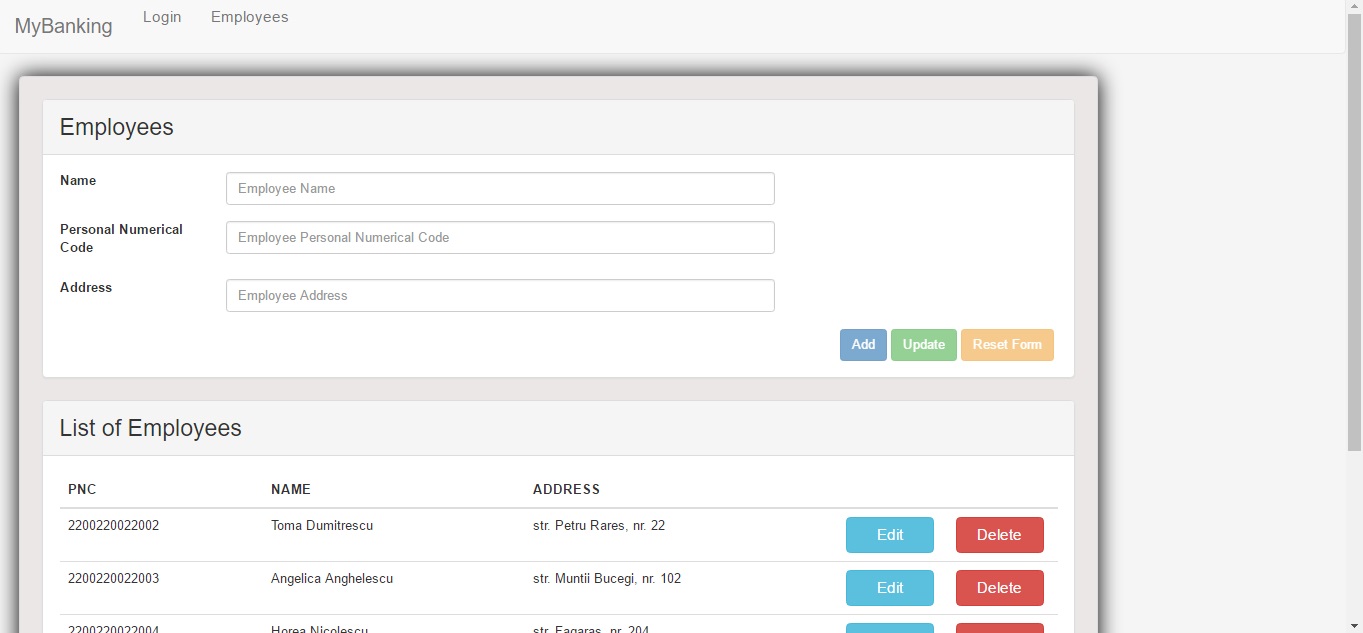 MyBanking Login Employees
Employees
Name Employee Name
Personal Numerical
Code
Employee Personal Numerical Code
Address Employee Address
Add Update Reset Form
List of Employees
PNC NAME ADDRESS
2200220022002 Toma Dumitrescu str. Petru Rares, nr. 22 Edit Delete
2200220022003 Angelica Anghelescu str. Muntii Bucegi, nr. 102 Edit Delete
2200220022004 Horea Nicolescu str. Fagaras, nr. 204